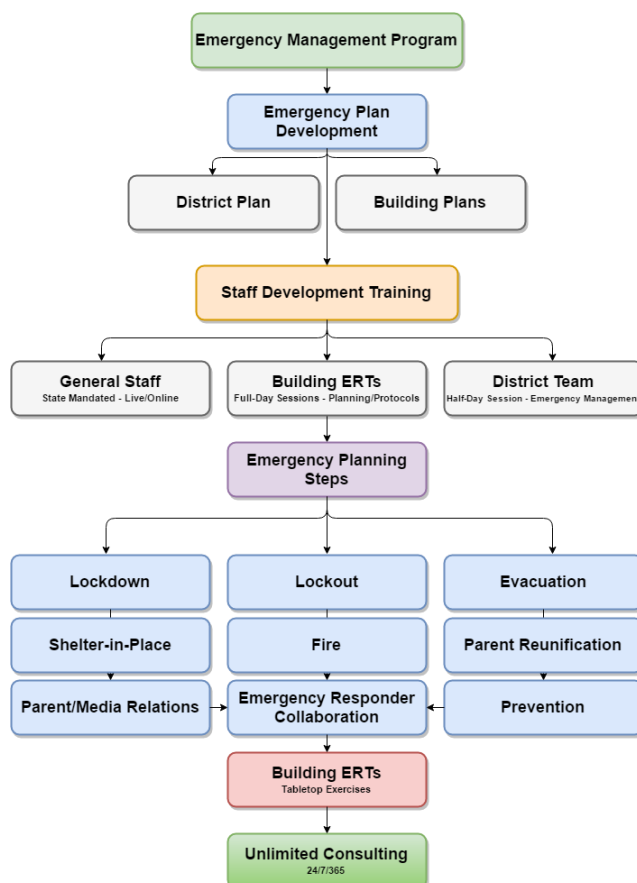 Emergency Management Program
Emergency Plan
Development
District Plan
Building Plans
Staff Development Training
General Staff
State Mandated - Live/Online
Building ERTs
Full-Day Sessions - Planning/Protocols
District Team
Half-Day Session - Emergency Management
Emergency Planning
Steps
Lockdown
Lockout
Evacuation
Shelter-in-Place
Fire
Parent Reunification
Parent/Media Relations
Emergency Responder
Collaboration
Prevention
Building ERTs
Tabletop Exercises
Unlimited Consulting
24/7/365